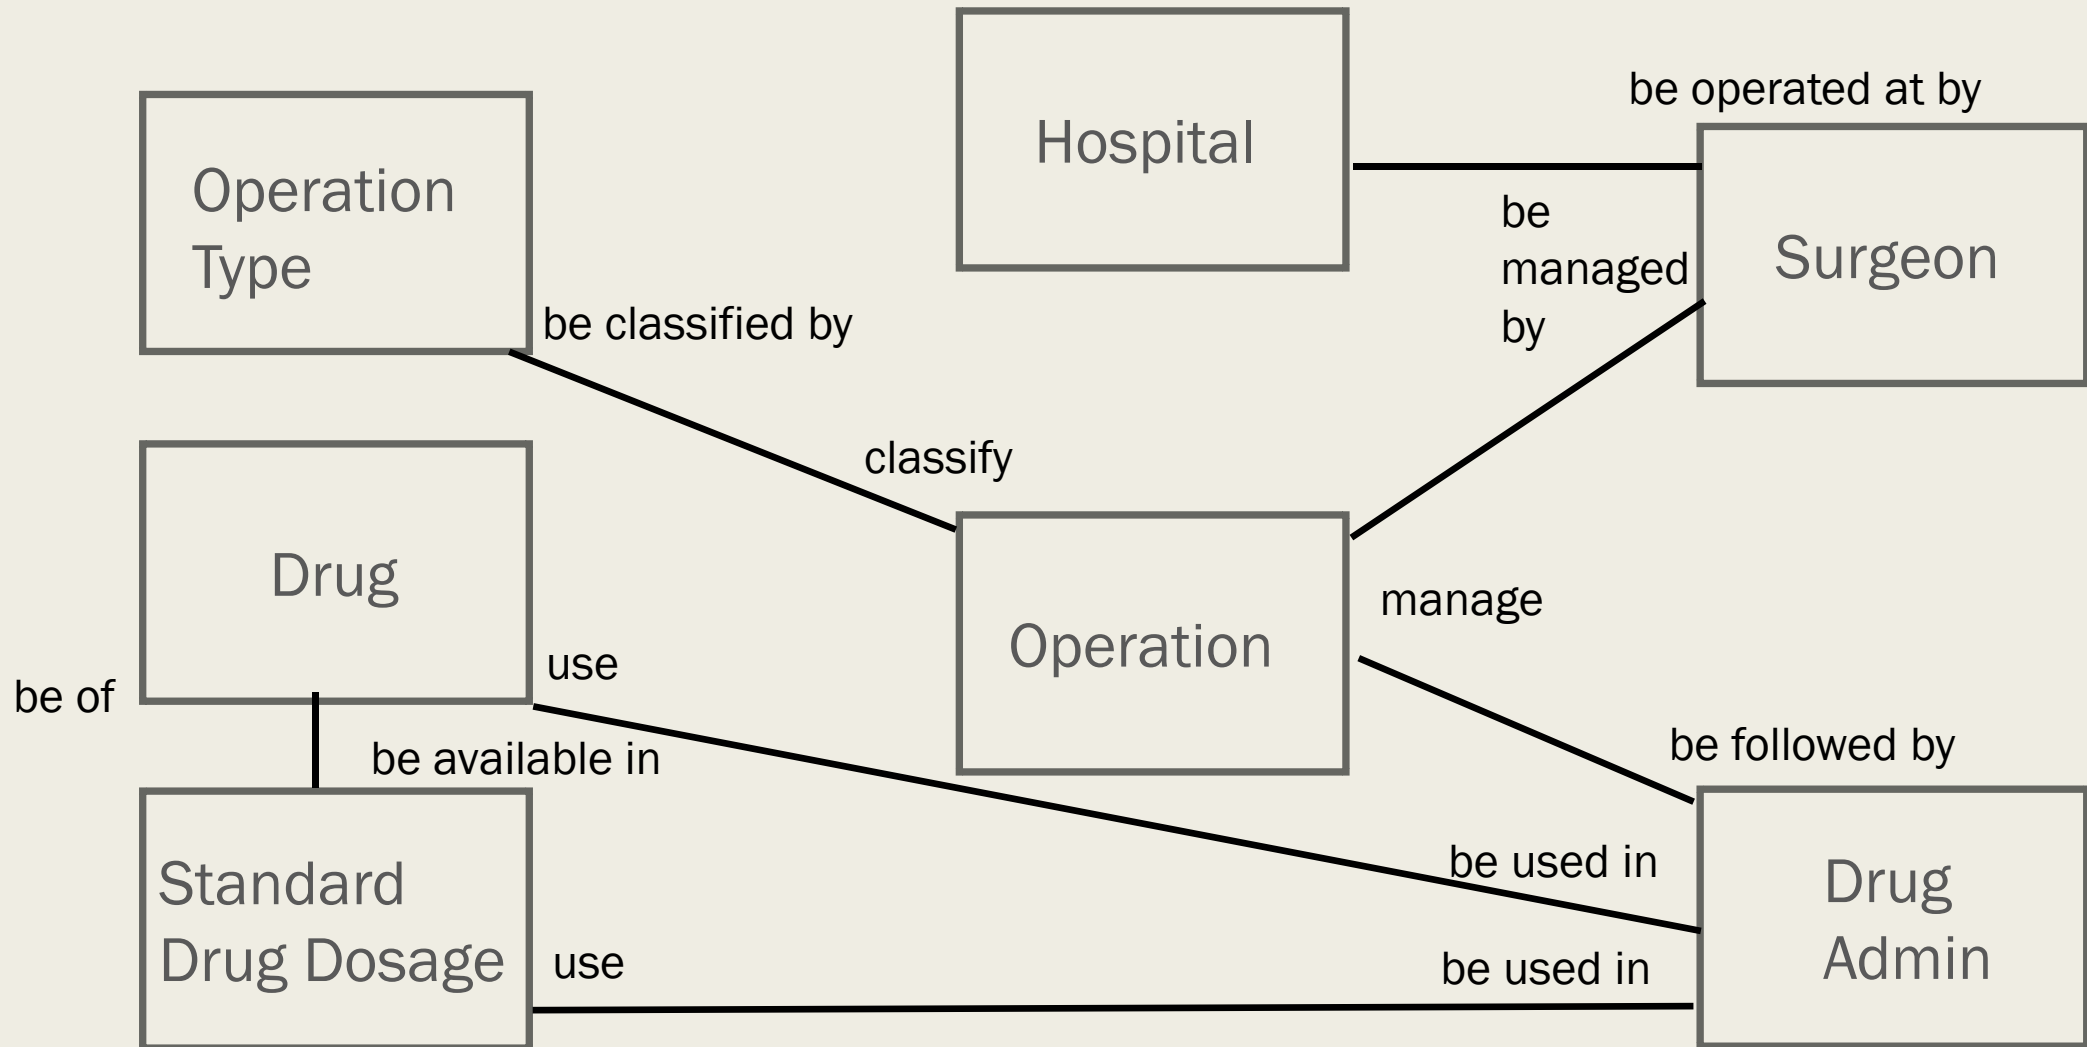 Hospital
be operated at by
Operation
Type
be
managed
by
Surgeon
be classified by
classify
Drug
use
be of
Operation
manage
be available in
be followed by
Standard
Drug Dosage
be used in
Drug
Admin
use
be used in